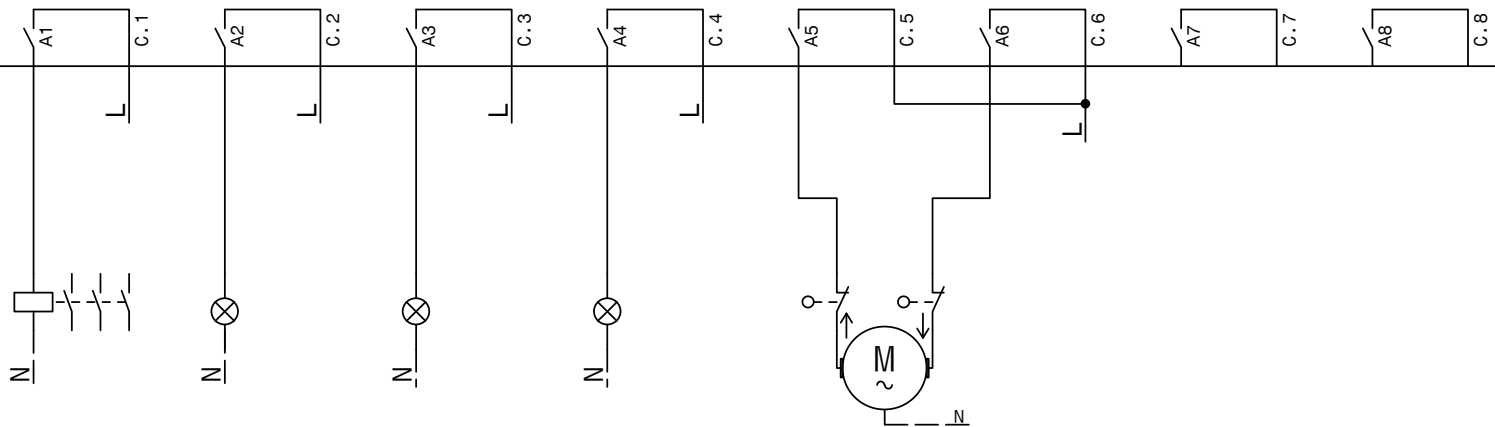 A1 C.1 A2 C.2 A3 C.3 A4 C.4 A5 C.5 A6 C.6 A7 C.7 A8 C.8
L L L L L
M
~
N N N N
N